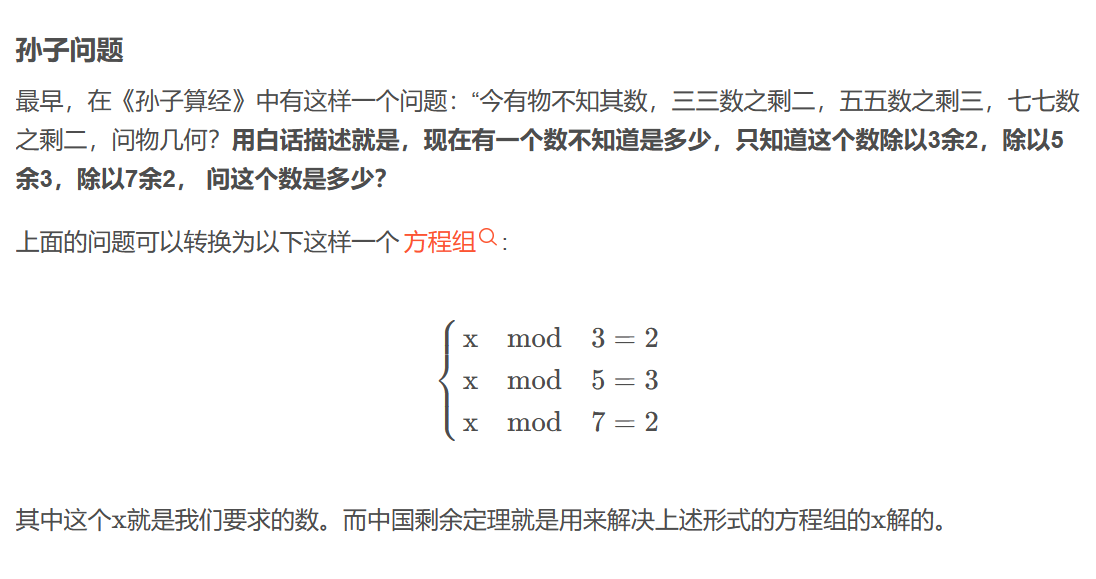 孙子问题
最早，在《孙子算经》中有这样一个问题：“今有物不知其数，三三数之剩二，五五数之剩三，七七数
之剩二，问物几何？用白话描述就是，现在有一个数不知道是多少，只知道这个数除以3余2，除以5
余3，除以7余2， 问这个数是多少？
上面的问题可以转换为以下这样一个 方程组：
x mod 3 = 2
x mod 5 = 3
x mod 7 = 2
其中这个x就是我们要求的数。而中国剩余定理就是用来解决上述形式的方程组的x解的。